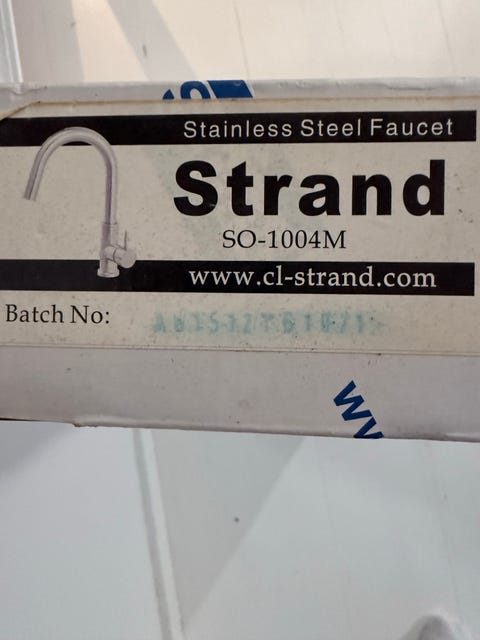 Stainless Steel Faucet
Strand
SO-1004M
www.cl-strand.com
Batch No: